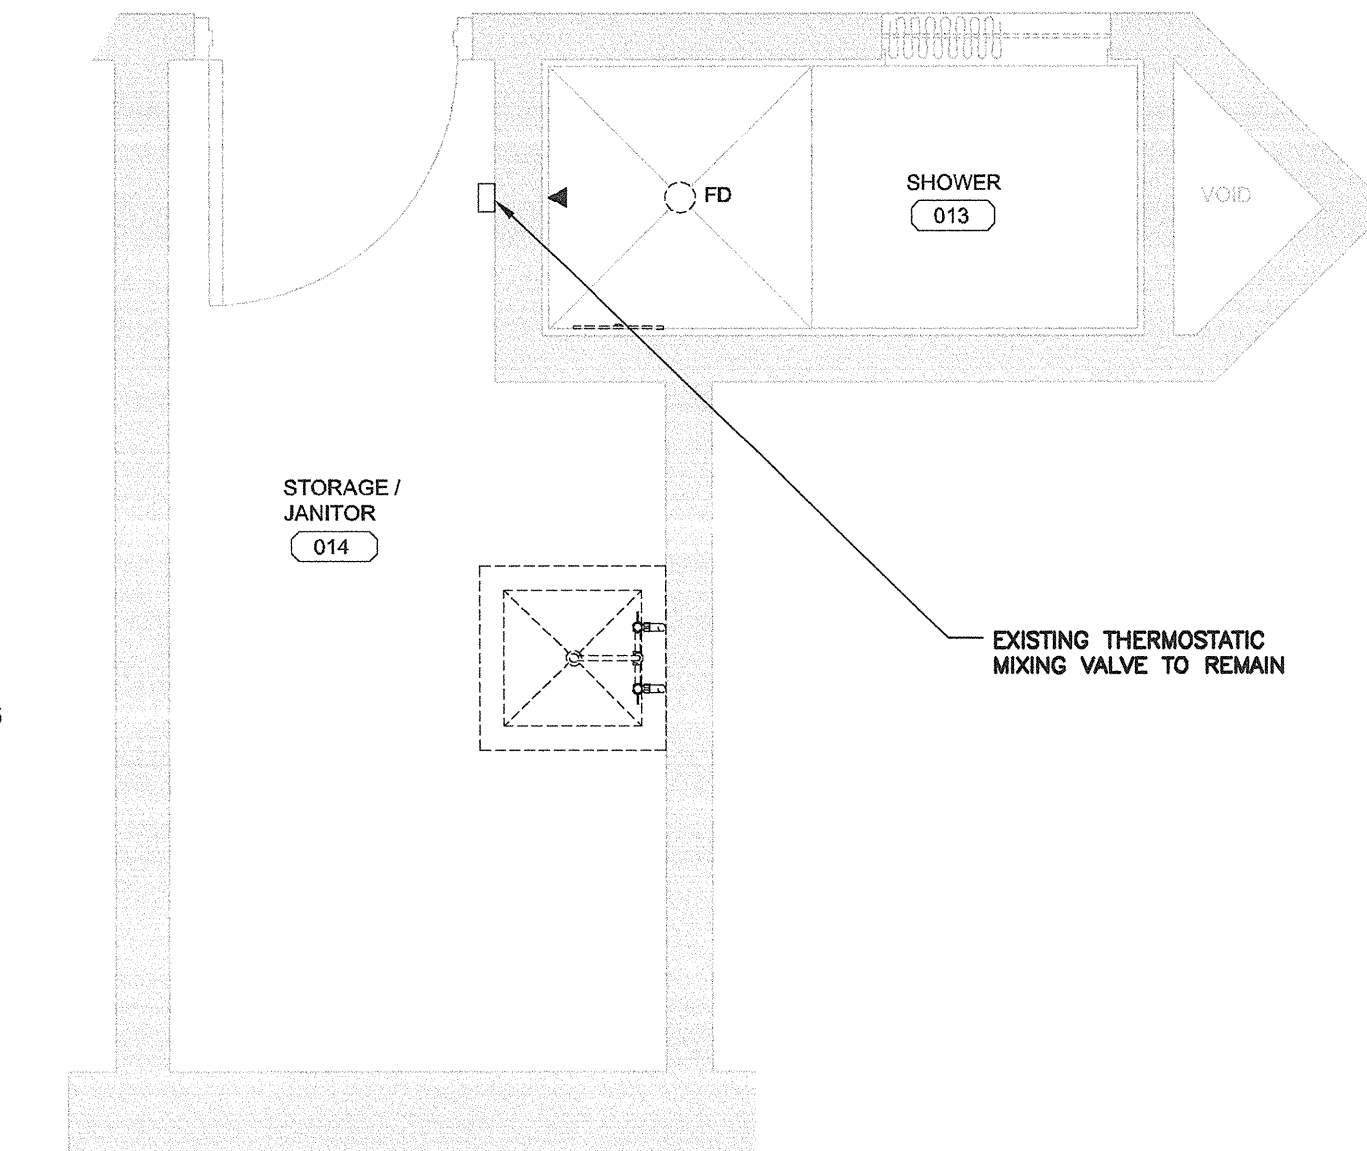 SHOWER
013
FD
VOID
STORAGE /
JANITOR
014
EXISTING THERMOSTATIC
MIXING VALVE TO REMAIN